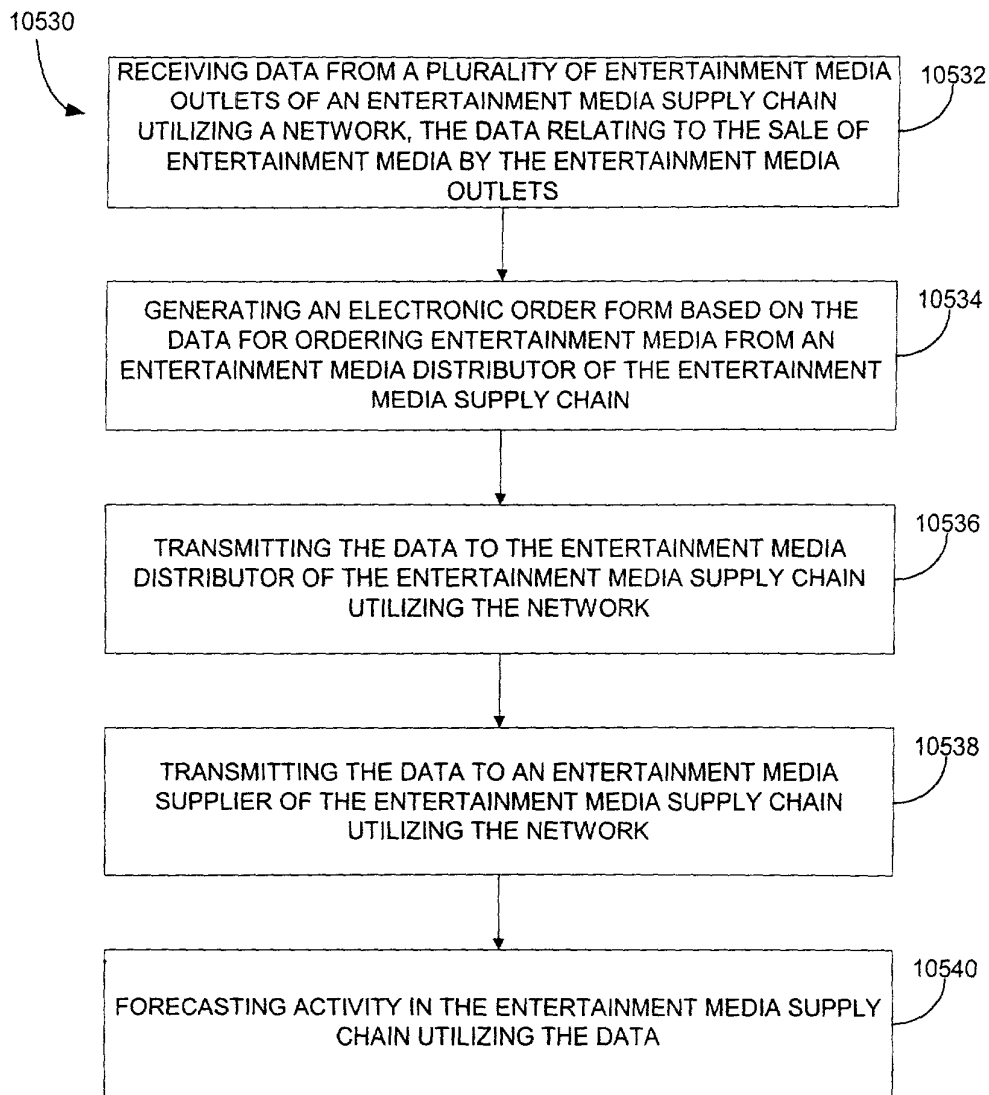 10530
RECEIVING DATA FROM A PLURALITY OF ENTERTAINMENT MEDIA
OUTLETS OF AN ENTERTAINMENT MEDIA SUPPLY CHAIN
UTILIZING A NETWORK, THE DATA RELATING TO THE SALE OF
ENTERTAINMENT MEDIA BY THE ENTERTAINMENT MEDIA
OUTLETS
10532
GENERATING AN ELECTRONIC ORDER FORM BASED ON THE
DATA FOR ORDERING ENTERTAINMENT MEDIA FROM AN
ENTERTAINMENT MEDIA DISTRIBUTOR OF THE ENTERTAINMENT
MEDIA SUPPLY CHAIN
10534
TRANSMITTING THE DATA TO THE ENTERTAINMENT MEDIA
DISTRIBUTOR OF THE ENTERTAINMENT MEDIA SUPPLY CHAIN
UTILIZING THE NETWORK
10536
TRANSMITTING THE DATA TO AN ENTERTAINMENT MEDIA
SUPPLIER OF THE ENTERTAINMENT MEDIA SUPPLY CHAIN
UTILIZING THE NETWORK
10538
FORECASTING ACTIVITY IN THE ENTERTAINMENT MEDIA SUPPLY
CHAIN UTILIZING THE DATA
10540